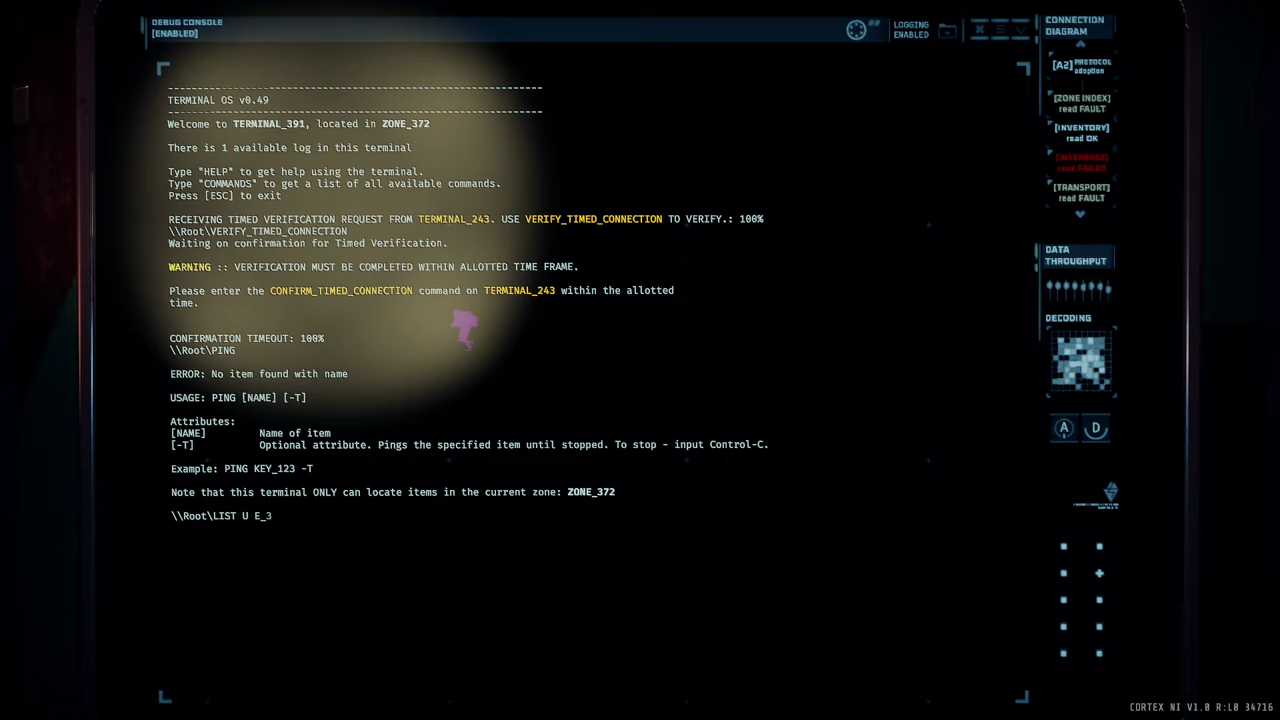 DEBUG CONSOLE
[ENABLED]
LOGGING
ENABLED
--------------------------------------------------------------
TERMINAL OS v0.49
--------------------------------------------------------------
Welcome to TERMINAL_391, located in ZONE_372
There is 1 available log in this terminal
Type "HELP" to get help using the terminal.
Type "COMMANDS" to get a list of all available commands.
Press [ESC] to exit
RECEIVING TIMED VERIFICATION REQUEST FROM TERMINAL_243. USE VERIFY_TIMED_CONNECTION TO VERIFY.: 100%
\\Root\VERIFY_TIMED_CONNECTION
Waiting on confirmation for Timed Verification.
WARNING :: VERIFICATION MUST BE COMPLETED WITHIN ALLOTTED TIME FRAME.
Please enter the CONFIRM_TIMED_CONNECTION command on TERMINAL_243 within the allotted
time.
CONFIRMATION TIMEOUT: 100%
\\Root\PING
ERROR: No item found with name
USAGE: PING [NAME] [-T]
Attributes:
[NAME] Name of item
[-T] Optional attribute. Pings the specified item until stopped. To stop - input Control-C.
Example: PING KEY_123 -T
Note that this terminal ONLY can locate items in the current zone: ZONE_372
\\Root\LIST U E_3
CONNECTION
DIAGRAM
[A2] PROTOCOL
adoption
[ZONE INDEX]
read FAULT
[INVENTORY]
read OK
[INTERBASE]
read FAILED
[TRANSPORT]
read FAULT
DATA
THROUGHPUT
DECODING
A D
CORTEX NI V1.0 R:L0 34716